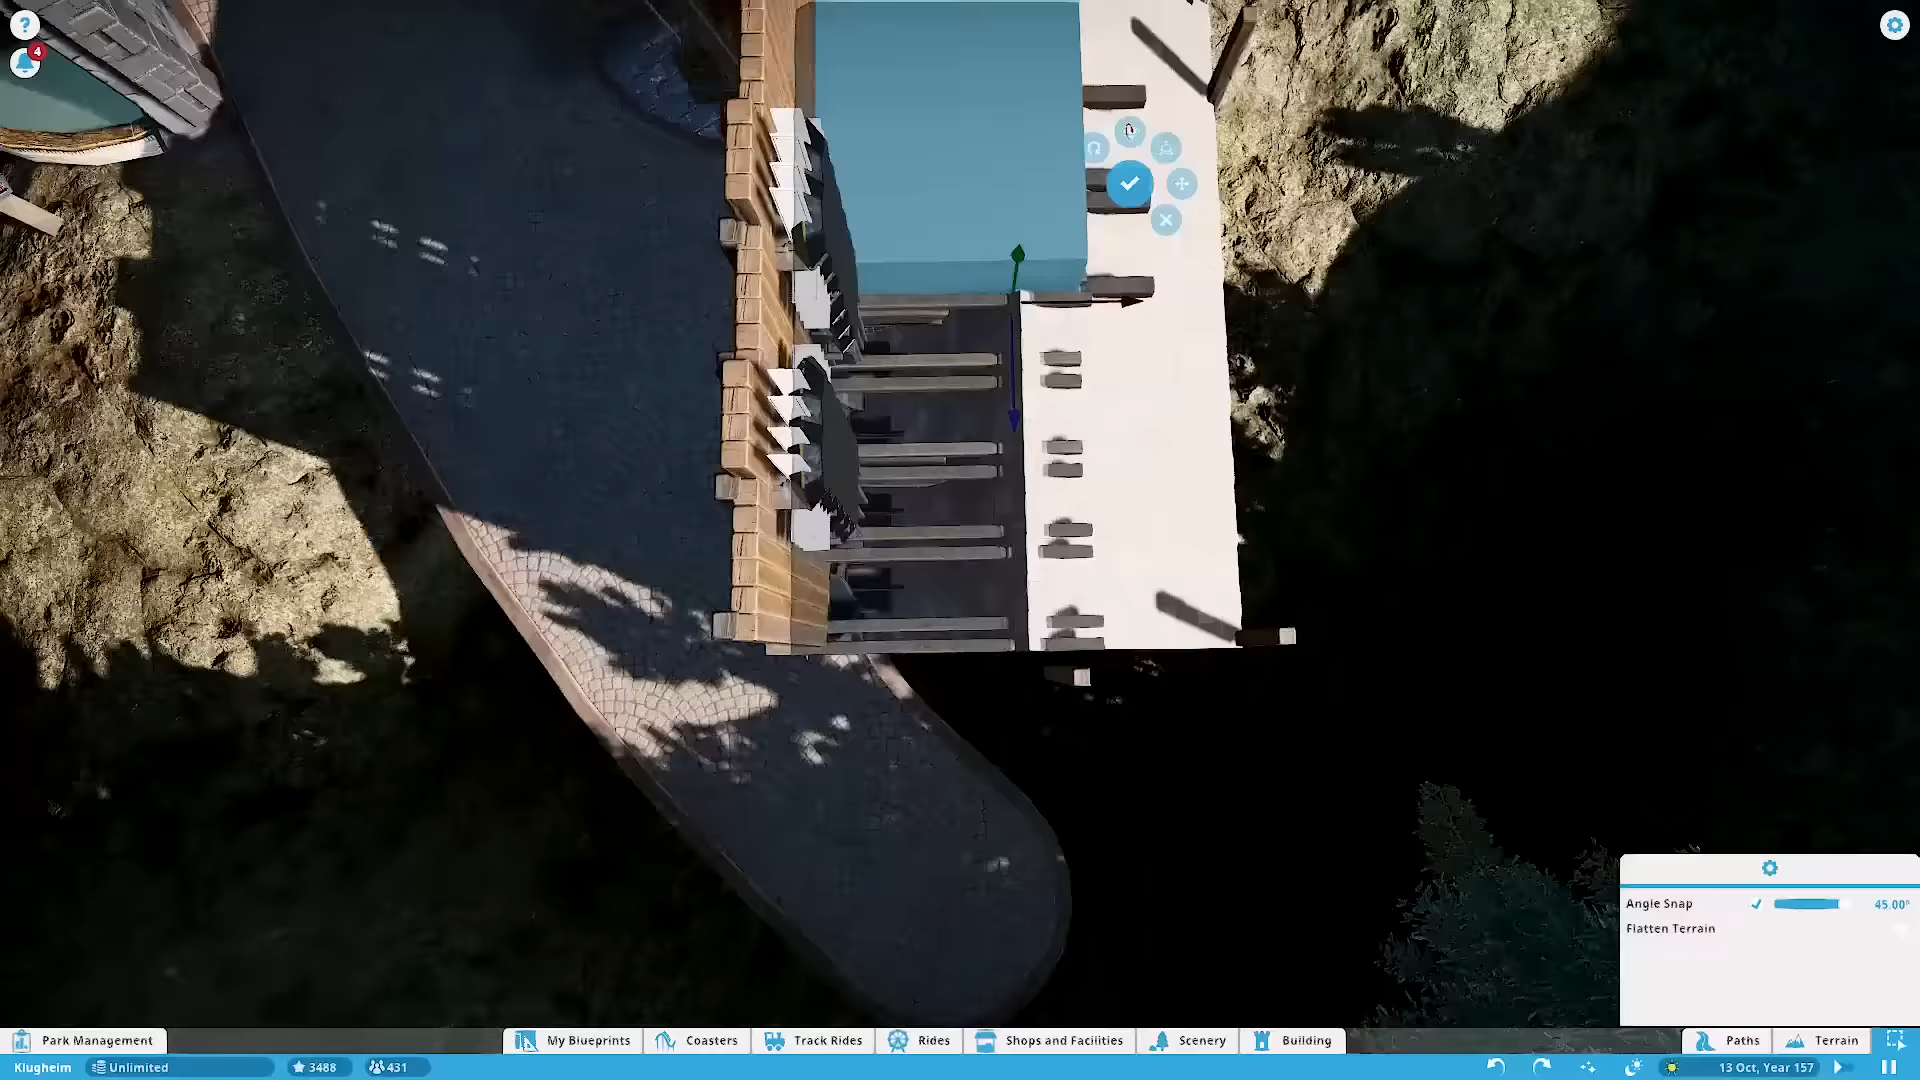 ?
4
Angle Snap 45.00°
Flatten Terrain
Park Management
My Blueprints
Coasters
Track Rides
Rides
Shops and Facilities
Scenery
Building
Paths
Terrain
Klugheim
Unlimited
3488
431
13 Oct, Year 157